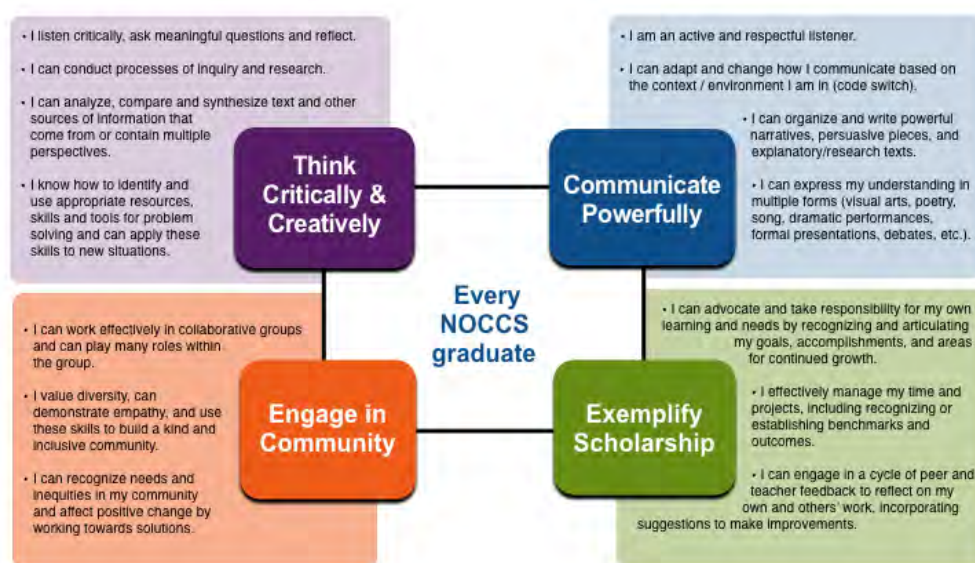 • I listen critically, ask meaningful questions and reflect.
• I can conduct processes of inquiry and research.
• I can analyze, compare and synthesize text and other
sources of information that
come from or contain multiple
perspectives.
• I know how to identify and
use appropriate resources,
skills and tools for problem
solving and can apply these
skills to new situations.
Think
Critically &
Creatively
• I am an active and respectful listener.
• I can adapt and change how I communicate based on
the context / environment I am in (code switch).
• I can organize and write powerful
narratives, persuasive pieces, and
explanatory/research texts.
• I can express my understanding in
multiple forms (visual arts, poetry,
song, dramatic performances,
formal presentations, debates, etc.).
Communicate
Powerfully
Every
NOCCS
graduate
• I can work effectively in collaborative groups
and can play many roles within
the group.
• I value diversity, can
demonstrate empathy, and use
these skills to build a kind and
inclusive community.
• I can recognize needs and
inequities in my community
and affect positive change by
working towards solutions.
Engage in
Community
• I can advocate and take responsibility for my own
learning and needs by recognizing and articulating
my goals, accomplishments, and areas
for continued growth.
• I effectively manage my time and
projects, including recognizing or
establishing benchmarks and
outcomes.
• I can engage in a cycle of peer and
teacher feedback to reflect on my
own and others' work, incorporating
suggestions to make improvements.
Exemplify
Scholarship